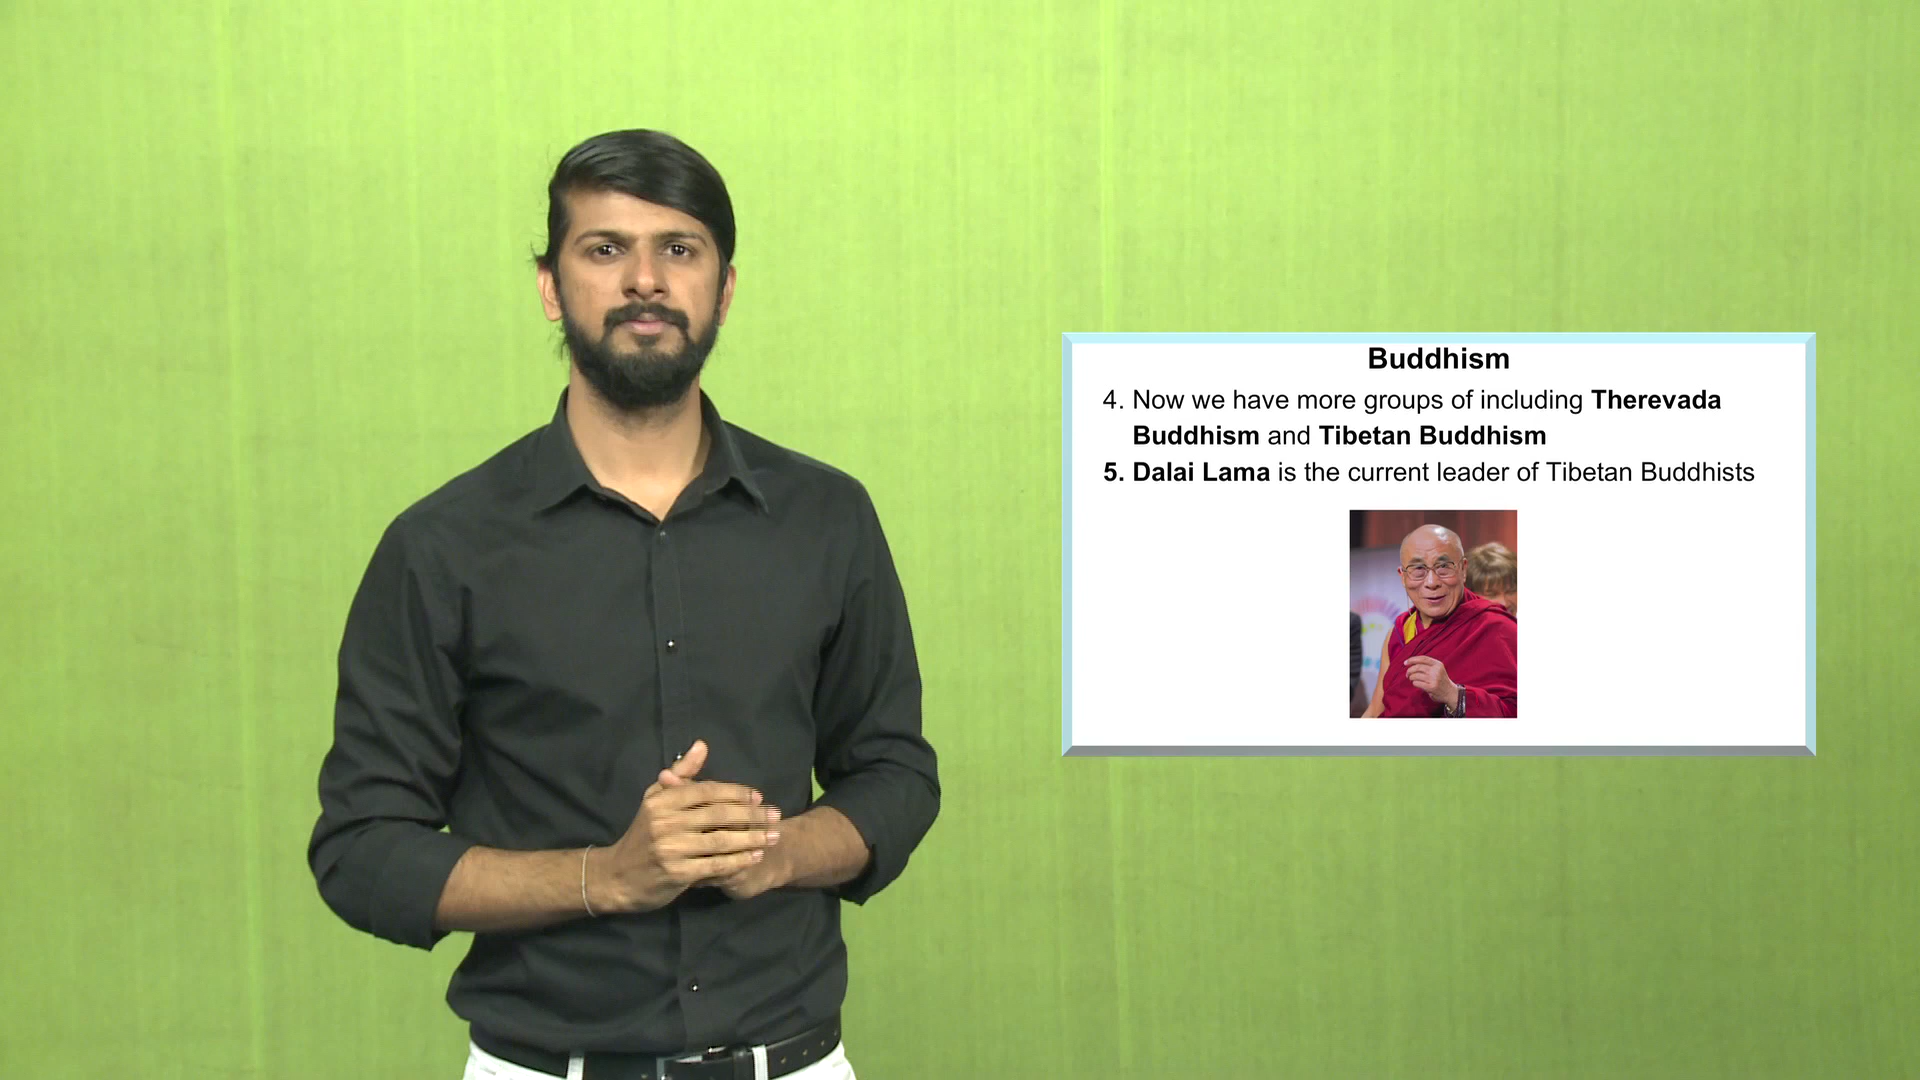 Buddhism
4. Now we have more groups of including Therevada
Buddhism and Tibetan Buddhism
5. Dalai Lama is the current leader of Tibetan Buddhists